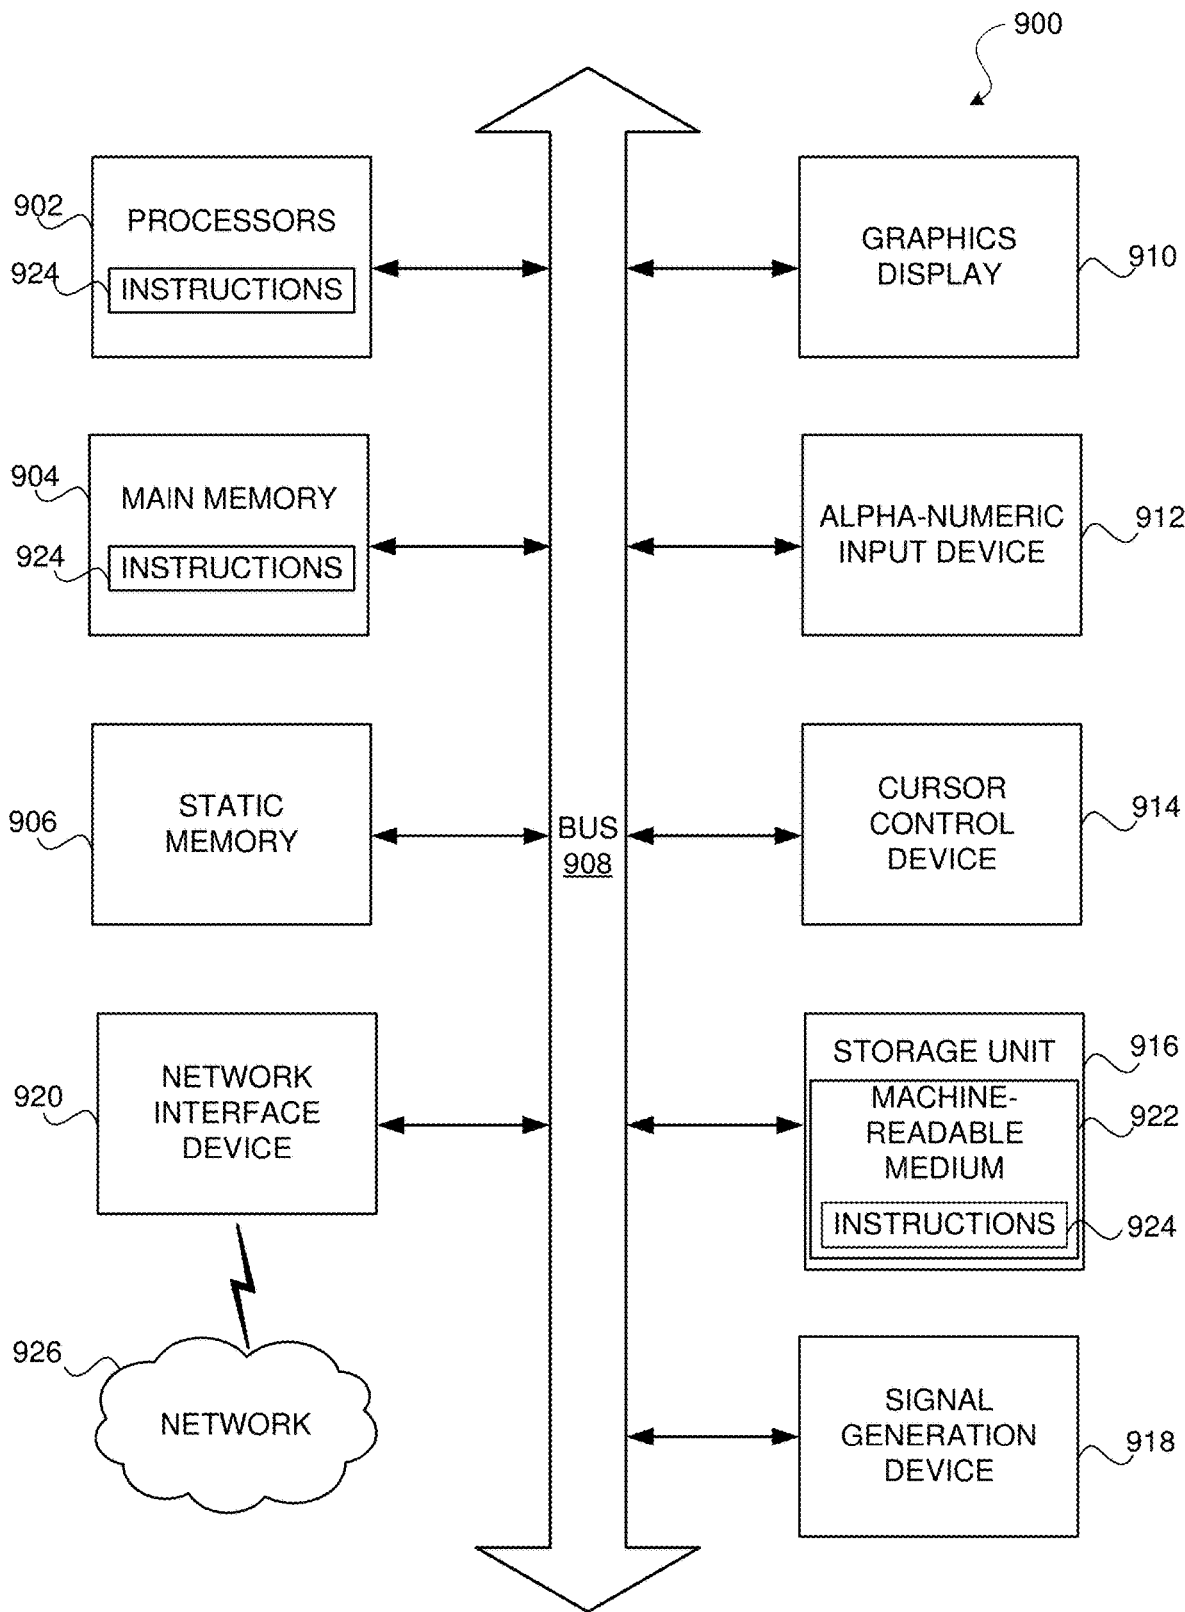 900
902
PROCESSORS
924
INSTRUCTIONS
GRAPHICS
DISPLAY
910
904
MAIN MEMORY
924
INSTRUCTIONS
ALPHA-NUMERIC
INPUT DEVICE
912
906
STATIC
MEMORY
BUS
908
CURSOR
CONTROL
DEVICE
914
920
NETWORK
INTERFACE
DEVICE
STORAGE UNIT
916
MACHINE-
READABLE
MEDIUM
922
INSTRUCTIONS
924
926
NETWORK
SIGNAL
GENERATION
DEVICE
918